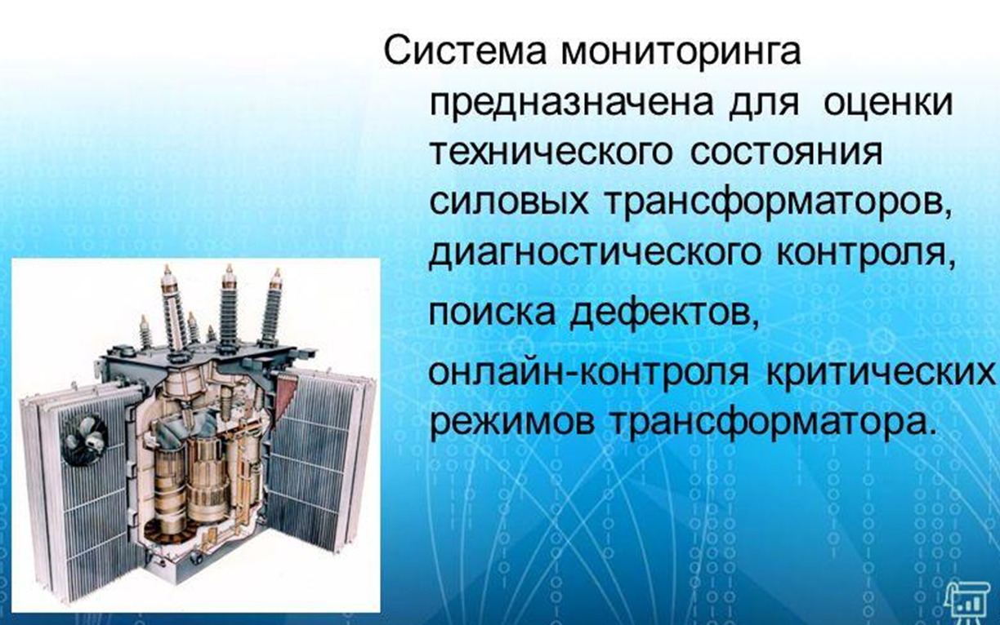 Система мониторинга
предназначена для оценки
технического состояния
силовых трансформаторов,
диагностического контроля,
поиска дефектов,
онлайн-контроля критических
режимов трансформатора.